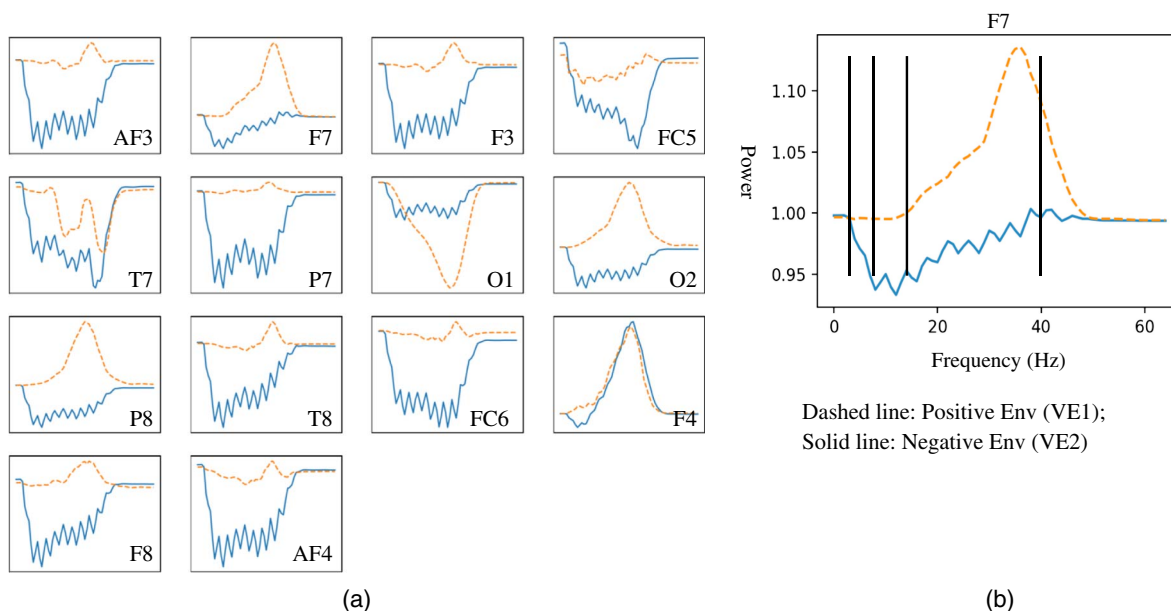 AF3
F7
F3
FC5
T7
P7
O1
O2
P8
T8
FC6
F4
F8
AF4
(a)
F7
1.10
1.05
1.00
0.95
Power
0
20
40
60
Frequency (Hz)
Dashed line: Positive Env (VE1);
Solid line: Negative Env (VE2)
(b)